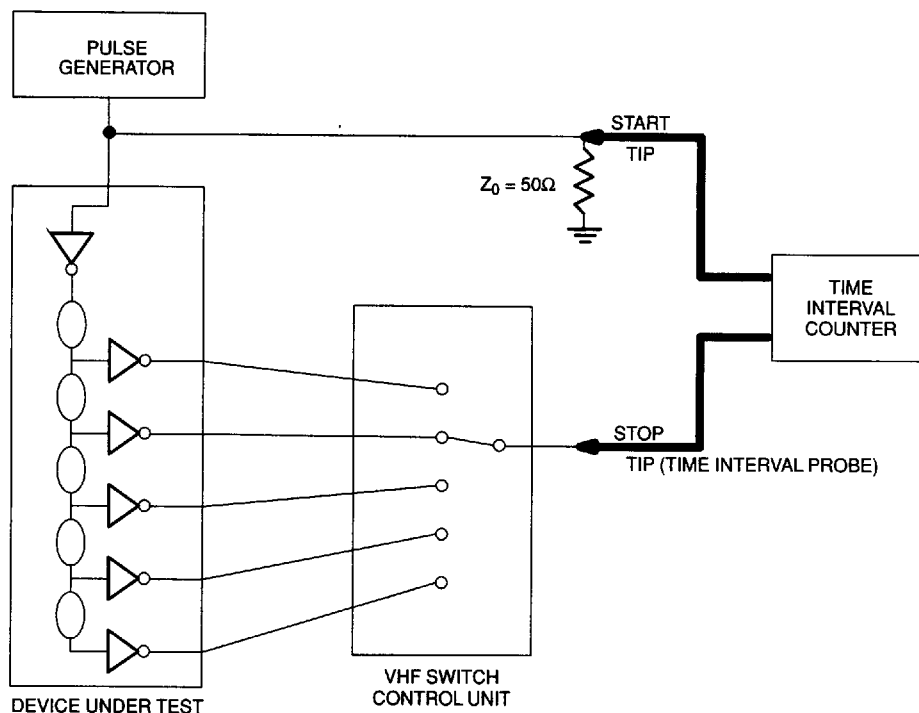 PULSE
GENERATOR
START
TIP
Z0 = 50Ω
TIME
INTERVAL
COUNTER
STOP
TIP (TIME INTERVAL PROBE)
VHF SWITCH
CONTROL UNIT
DEVICE UNDER TEST